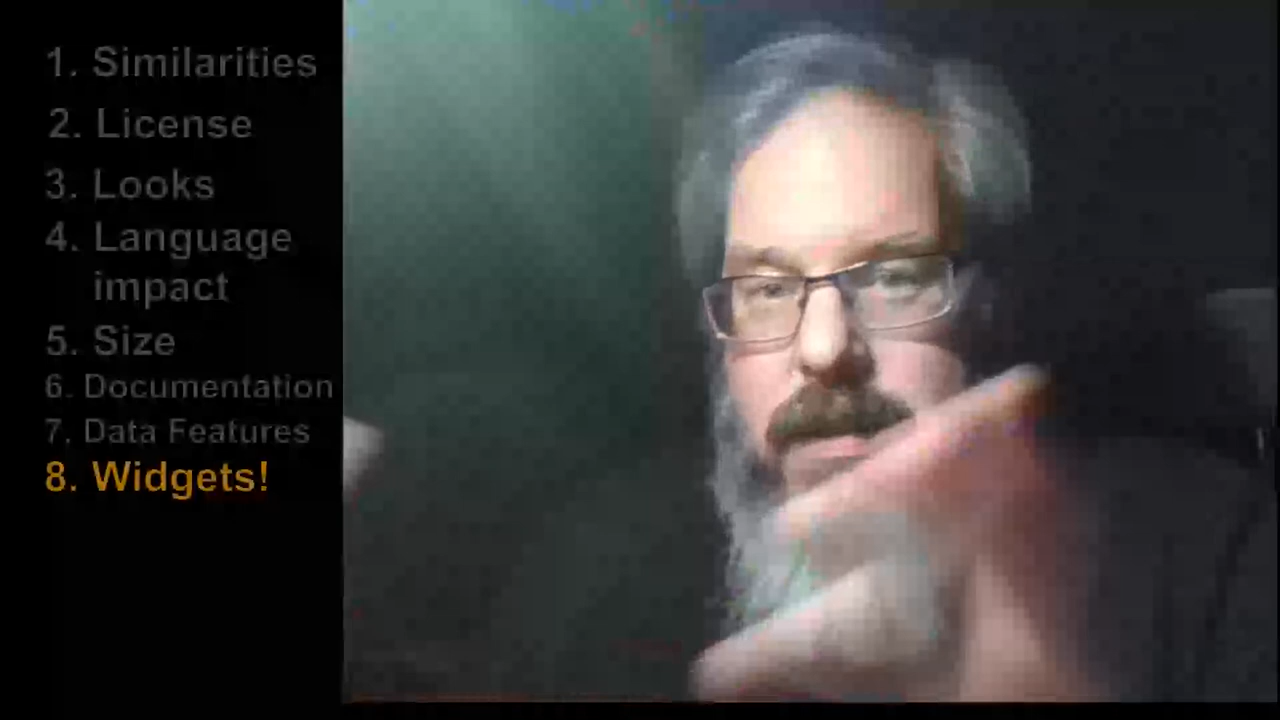 1. Similarities
2. License
3. Looks
4. Language
impact
5. Size
6. Documentation
7. Data Features
8. Widgets!